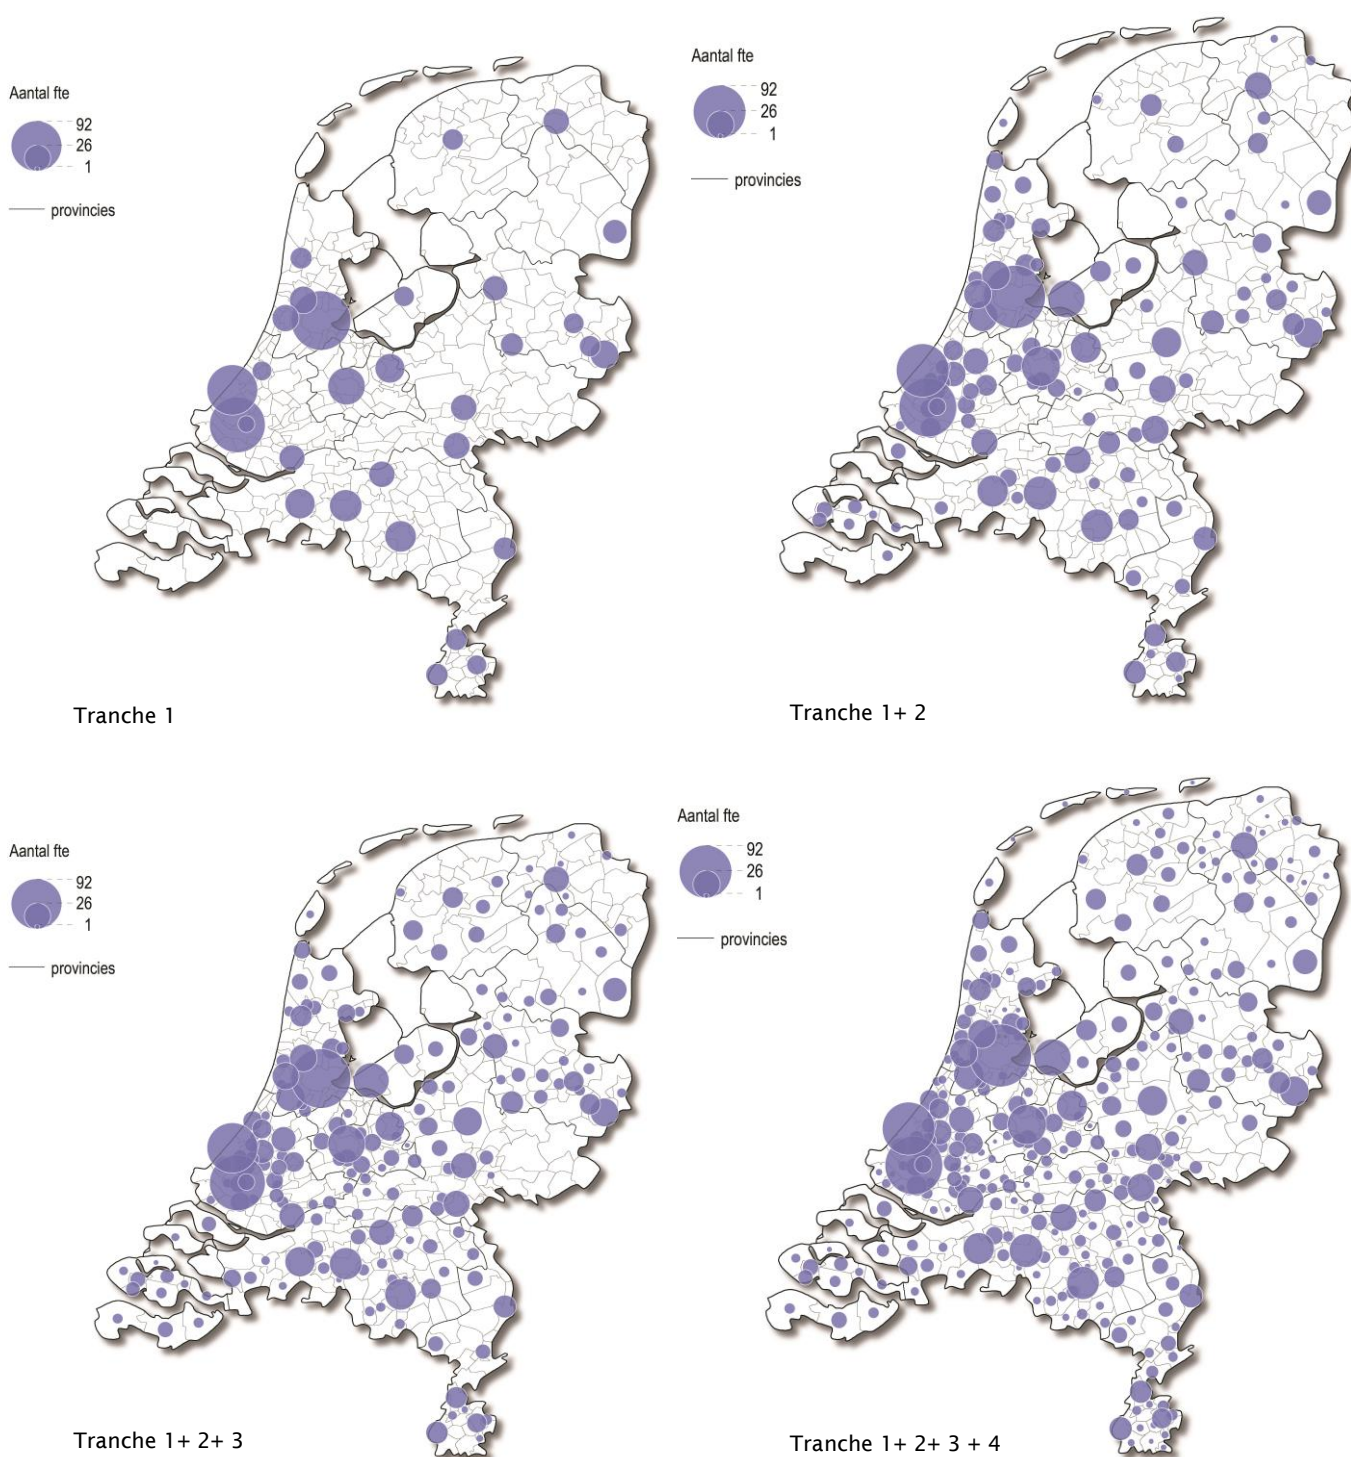 Aantal fte
92
26
1
provincies
Tranche 1
Aantal fte
92
26
1
provincies
Tranche 1+ 2
Aantal fte
92
26
1
provincies
Tranche 1+ 2+ 3
Aantal fte
92
26
1
provincies
Tranche 1+ 2+ 3 + 4